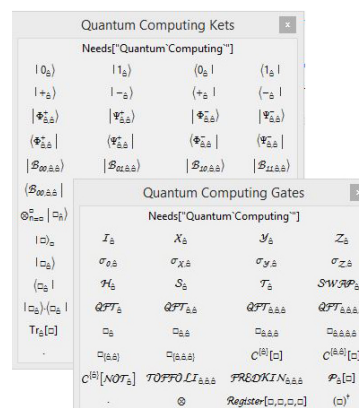 Quantum Computing Kets x
Needs["Quantum`Computing`"]
| 0₍â₎ ⟩ | 1₍â₎ ⟩ ⟨ 0₍â₎ | ⟨ 1₍â₎ |
| +₍â₎ ⟩ | −₍â₎ ⟩ ⟨ +₍â₎ | ⟨ −₍â₎ |
| Φ⁺₍â,â₎ ⟩ | Ψ⁺₍â,â₎ ⟩ | Φ⁻₍â,â₎ ⟩ | Ψ⁻₍â,â₎ ⟩
⟨ Φ⁺₍â,â₎ | ⟨ Ψ⁺₍â,â₎ | ⟨ Φ⁻₍â,â₎ | ⟨ Ψ⁻₍â,â₎ |
| ℬ₀₀,â,â ⟩ | ℬ₀₁,â,â ⟩ | ℬ₁₀,â,â ⟩ | ℬ₁₁,â,â ⟩
⟨ ℬ₀₀,â,â |
⊗ⁿ₌□^□ | □₍â₎ ⟩
| □ ⟩□
| □₍â₎ ⟩
⟨ □₍â₎ |
| □₍â₎ ⟩·⟨ □₍â₎ |
Tr₍â₎[□]
.
Quantum Computing Gates x
Needs["Quantum`Computing`"]
I₍â₎ X₍â₎ Y₍â₎ Z₍â₎
σ₀,â σX,â σY,â σZ,â
H₍â₎ S₍â₎ T₍â₎ SWAP₍â₎
QFT₍â₎ QFT₍â,â₎ QFT₍â,â,â₎ QFT₍â,â,â₎
□₍â₎ □₍â,â₎ □₍â,â,â₎ □₍â,â,â,â₎
□{â,â} □{â,â,â} C^{â}[□] C^{â,â}[□]
C^{â}[NOT₍â₎] TOFFOLI₍â,â,â₎ FREDKIN₍â,â,â₎ P₍â₎[□]
. ⊗ Register[□,□,□,□] (□)†